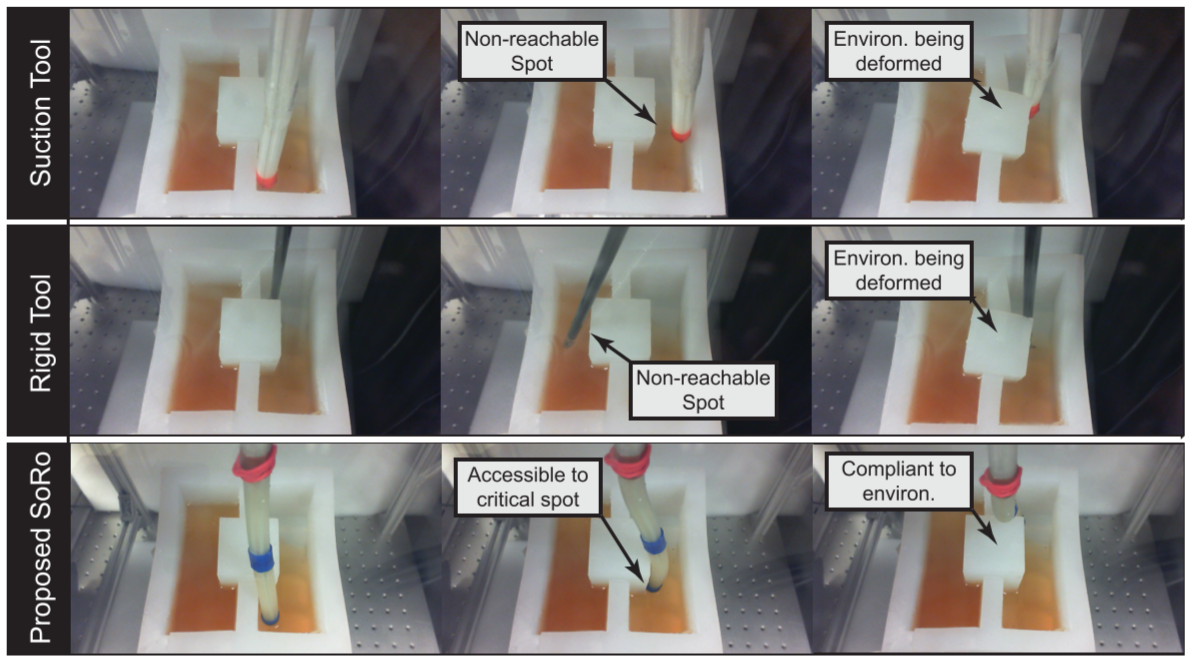 Suction Tool
Non-reachable
Spot
Environ. being
deformed
Rigid Tool
Non-reachable
Spot
Environ. being
deformed
Proposed SoRo
Accessible to
critical spot
Compliant to
environ.